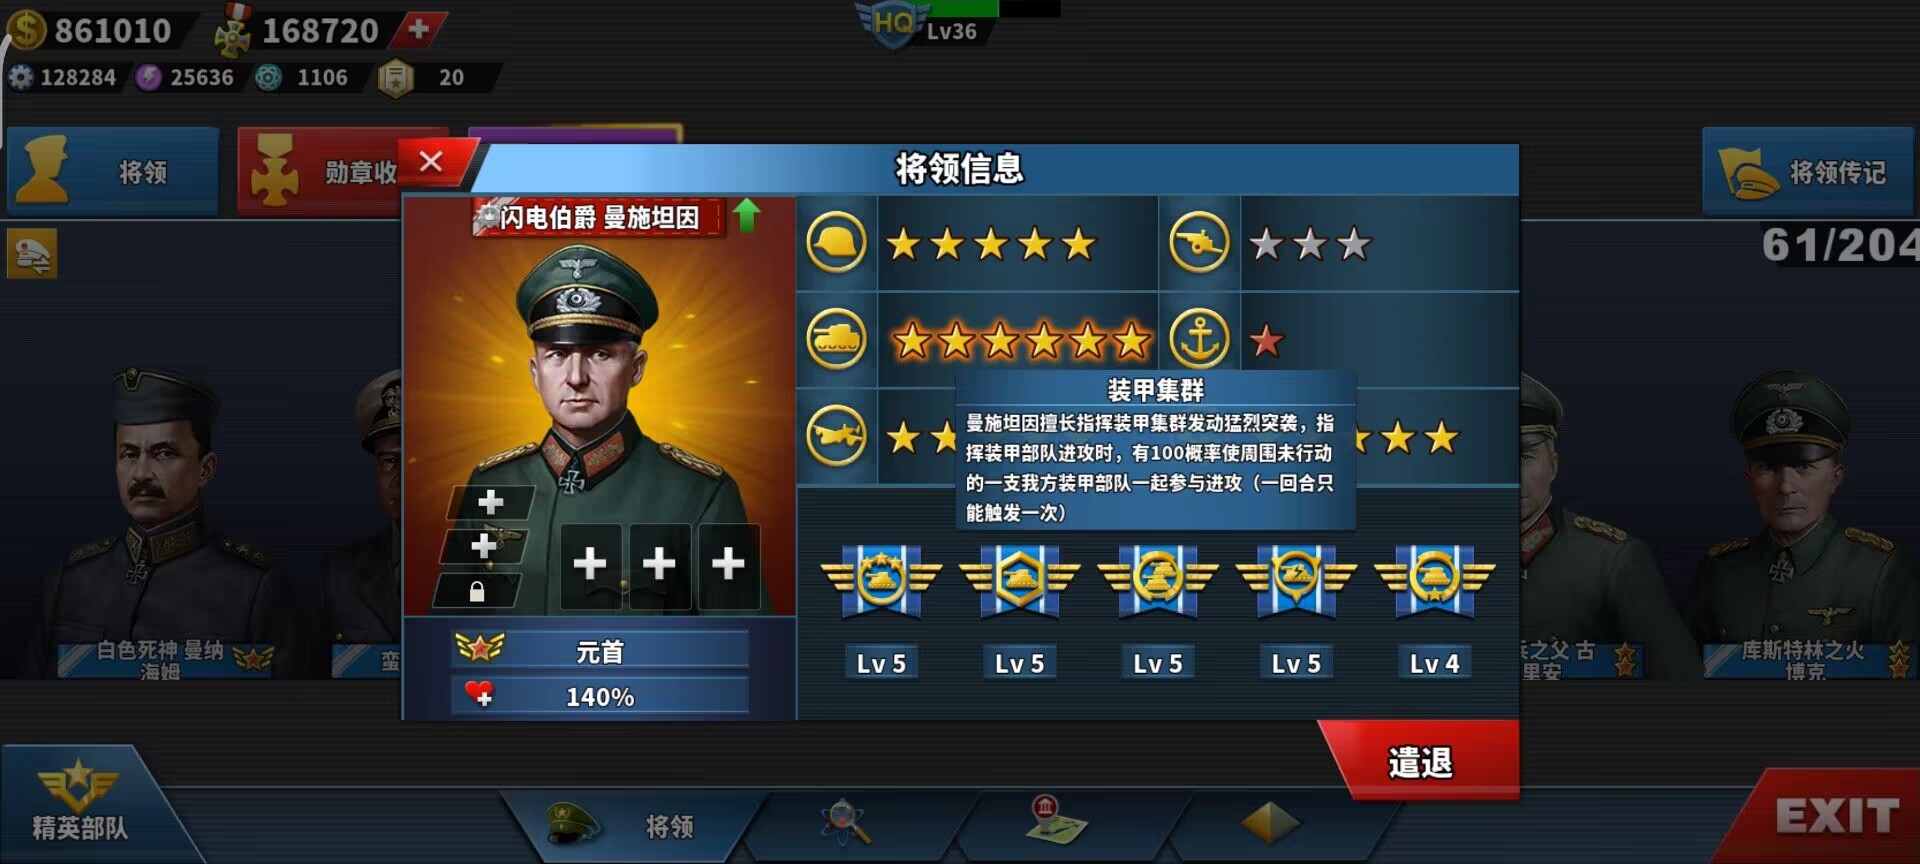 861010
168720
HQ
Lv36
128284
25636
1106
20
将领
勋章收
将领信息
将领传记
闪电伯爵 曼施坦因
61/204
装甲集群
曼施坦因擅长指挥装甲集群发动猛烈突袭，指
挥装甲部队进攻时，有100概率使周围未行动
的一支我方装甲部队一起参与进攻（一回合只
能触发一次）
白色死神 曼纳
海姆
蛮
元首
140%
Lv 5
Lv 5
Lv 5
Lv 5
Lv 4
兵之父 古
里安
库斯特林之火
博克
遣退
精英部队
将领
EXIT